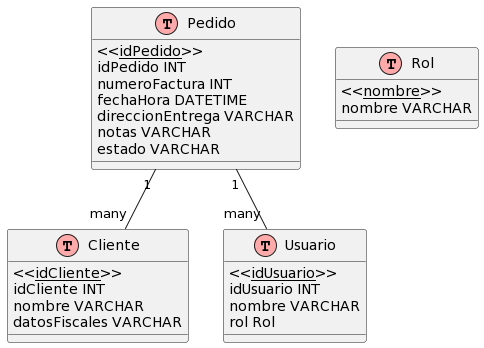 T Pedido
<<idPedido>>
idPedido INT
numeroFactura INT
fechaHora DATETIME
direccionEntrega VARCHAR
notas VARCHAR
estado VARCHAR
T Rol
<<nombre>>
nombre VARCHAR
1
1
many
many
T Cliente
<<idCliente>>
idCliente INT
nombre VARCHAR
datosFiscales VARCHAR
T Usuario
<<idUsuario>>
idUsuario INT
nombre VARCHAR
rol Rol